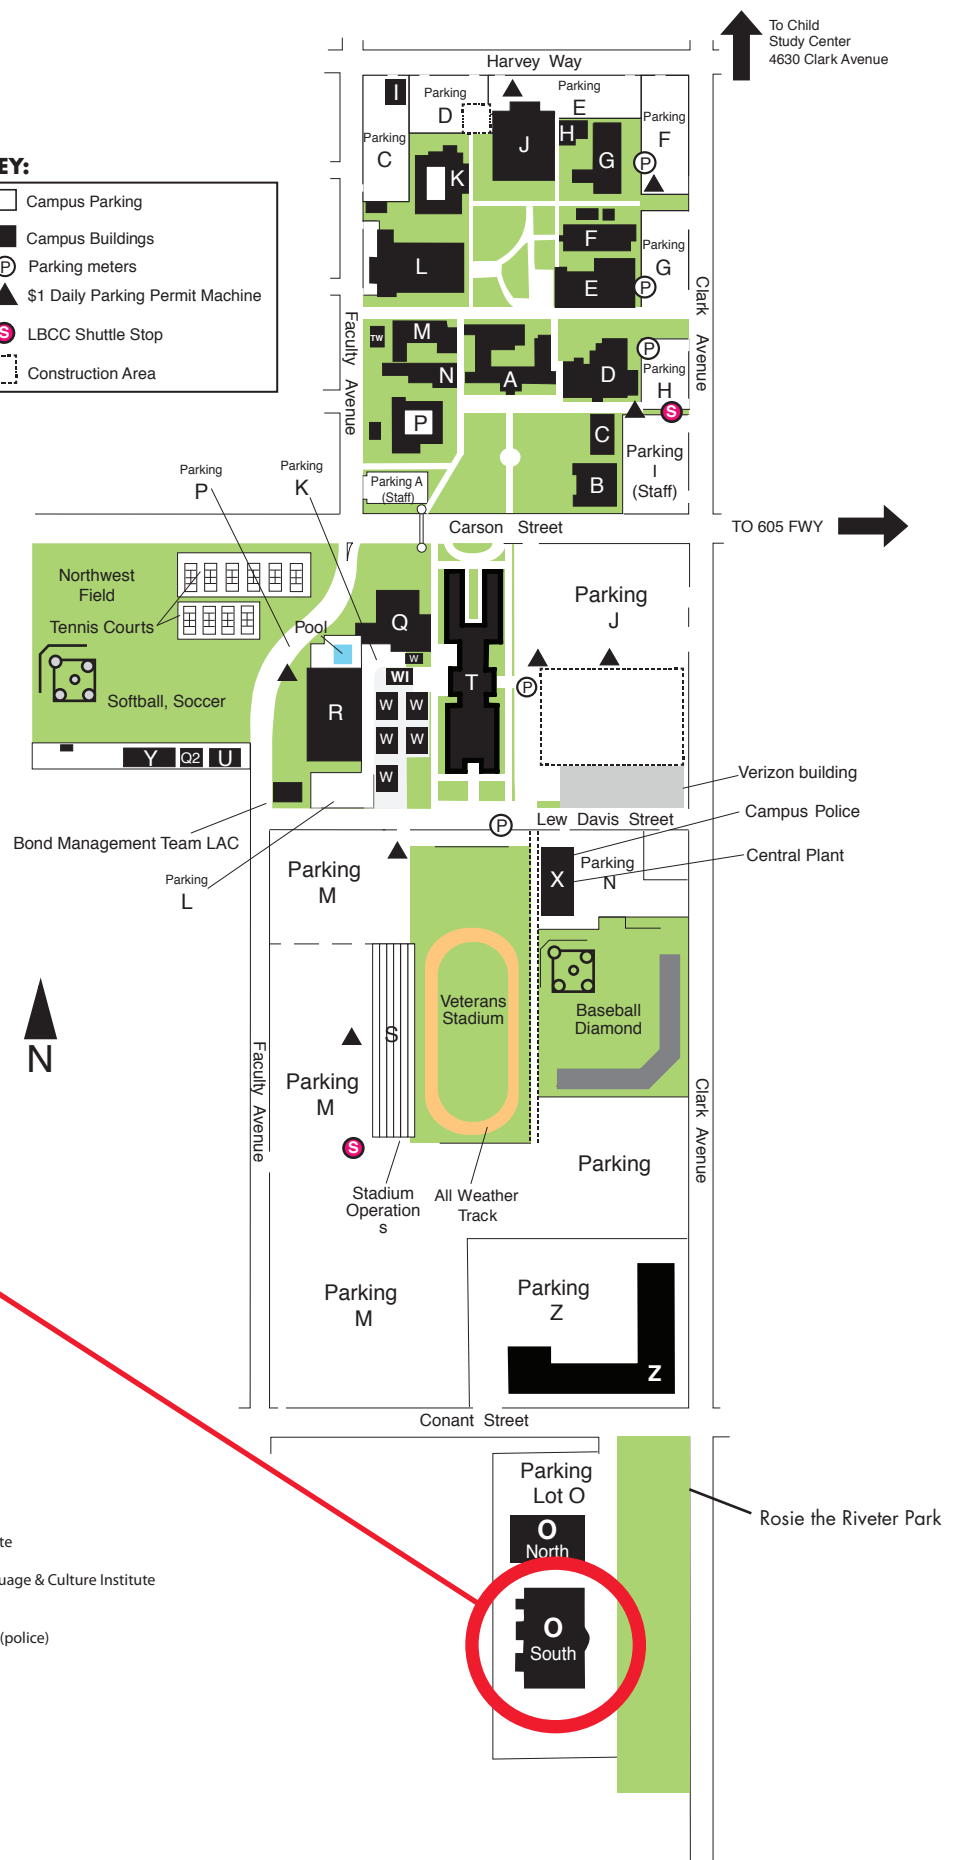 To Child
Study Center
4630 Clark Avenue
Harvey Way
I
Parking
D
Parking
E
Parking
F
Parking
C
J
H
G
P
K
EY:
Campus Parking
Campus Buildings
P Parking meters
$1 Daily Parking Permit Machine
S LBCC Shuttle Stop
Construction Area
F
Parking
G
L
E
P
Clark Avenue
Faculty Avenue
TW
M
P
N
A
D
Parking
H
S
P
C
Parking
I
(Staff)
B
Parking
P
Parking
K
Parking A
(Staff)
Carson Street
TO 605 FWY
Northwest
Field
Tennis Courts
Pool
Q
Parking
J
W
WI
T
P
Softball, Soccer
R
W
W
W
W
W
Y
Q2
U
Verizon building
Bond Management Team LAC
P
Lew Davis Street
Campus Police
Central Plant
Parking
L
Parking
M
X
Parking
N
Veterans
Stadium
Baseball
Diamond
N
S
Parking
M
Faculty Avenue
Clark Avenue
S
Parking
Stadium
Operation
s
All Weather
Track
Parking
M
Parking
Z
Z
Conant Street
Parking
Lot O
O
North
Rosie the Riveter Park
O
South
te
uage & Culture Institute
(police)